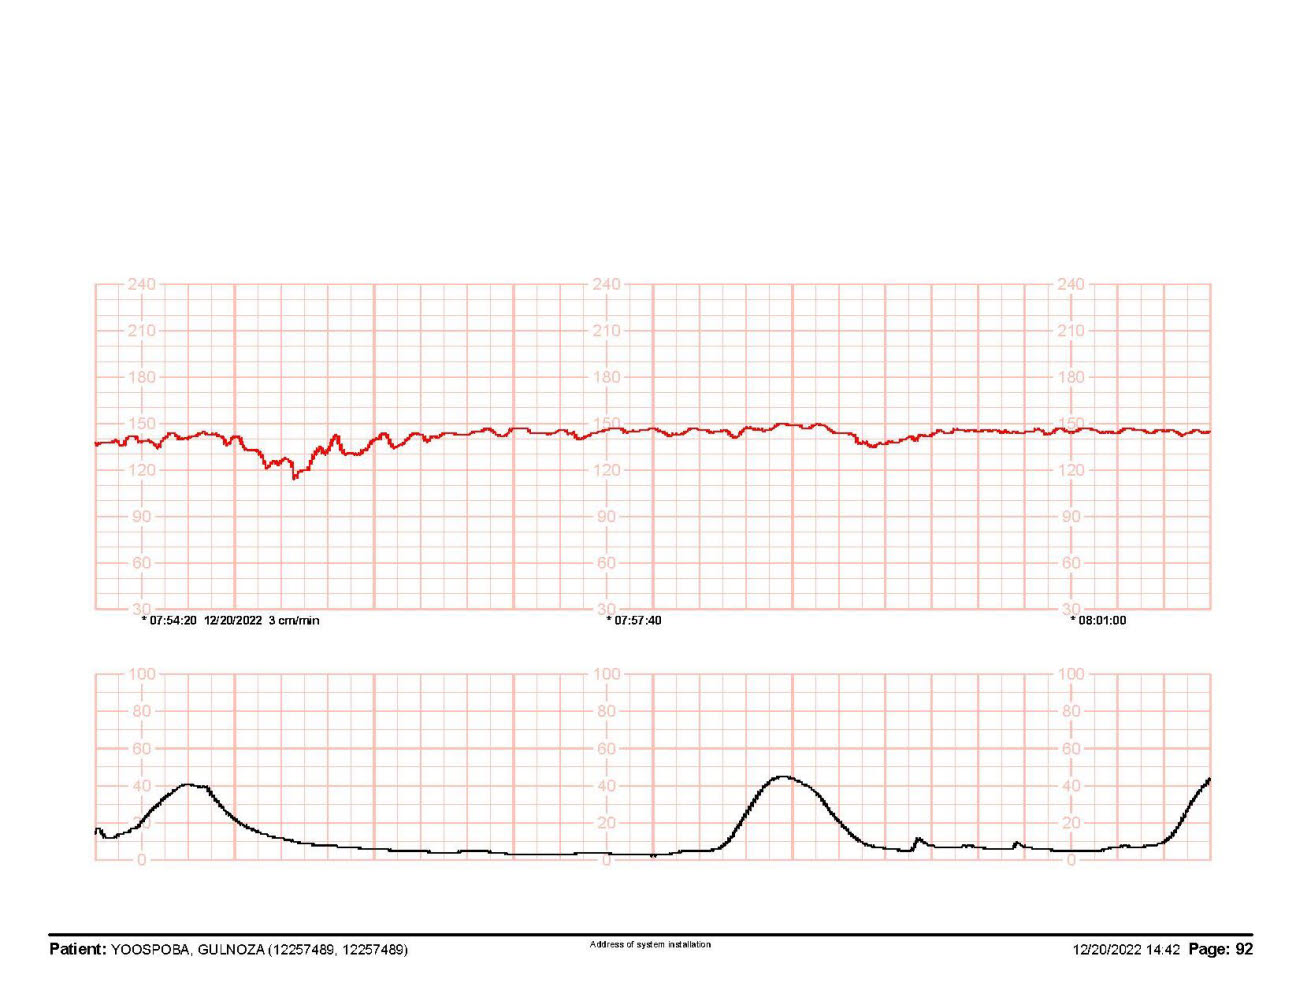 240 240 240
210 210 210
180 180 180
150 150 150
120 120 120
90 90 90
60 60 60
30 30 30
* 07:54:20 12/20/2022 3 cm/min * 07:57:40 * 08:01:00
100 100 100
80 80 80
60 60 60
40 40 40
20 20 20
0 0 0
Patient: YOOSPOBA, GULNOZA (12257489, 12257489) Address of system installation 12/20/2022 14:42 Page: 92